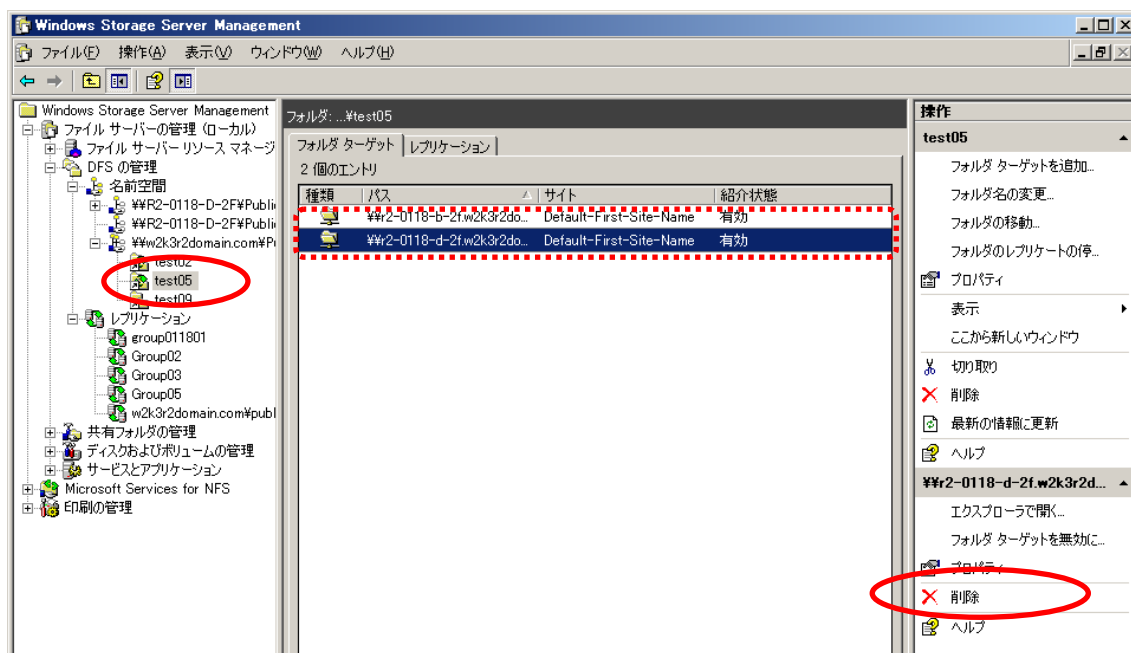 Windows Storage Server Management
ファイル(F) 操作(A) 表示(V) ウィンドウ(W) ヘルプ(H)
Windows Storage Server Management
ファイル サーバーの管理 (ローカル)
ファイル サーバー リソース マネージ
DFS の管理
名前空間
¥¥R2-0118-D-2F¥Publi
¥¥R2-0118-D-2F¥Publi
¥¥w2k3r2domain.com¥P
test02
test05
test09
レプリケーション
group011801
Group02
Group03
Group05
w2k3r2domain.com¥publ
共有フォルダの管理
ディスクおよびボリュームの管理
サービスとアプリケーション
Microsoft Services for NFS
印刷の管理
フォルダ: ...¥test05
フォルダ ターゲット レプリケーション
2 個のエントリ
種類 パス サイト 紹介状態
¥¥r2-0118-b-2f.w2k3r2do... Default-First-Site-Name 有効
¥¥r2-0118-d-2f.w2k3r2do... Default-First-Site-Name 有効
操作
test05
フォルダ ターゲットを追加...
フォルダ名の変更...
フォルダの移動...
フォルダのレプリケートの停...
プロパティ
表示
ここから新しいウィンドウ
切り取り
削除
最新の情報に更新
ヘルプ
¥¥r2-0118-d-2f.w2k3r2d...
エクスプローラで開く...
フォルダ ターゲットを無効に...
プロパティ
削除
ヘルプ